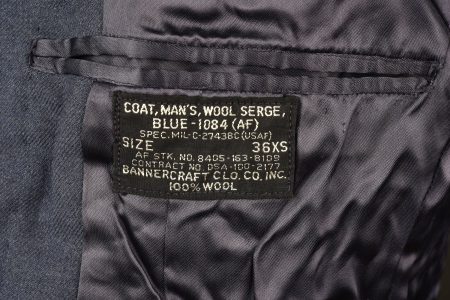 COAT, MAN'S, WOOL SERGE,
BLUE-1084 (AF)
SPEC. MIL-C-27438C (USAF)
SIZE 36XS
AF STK. NO. 8405-163-8109
CONTRACT NO. DSA-100-2177
BANNERCRAFT CLO. CO. INC.
100% WOOL